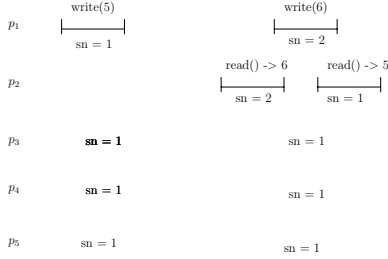 write(5) write(6)
p1
sn = 1 sn = 2
read() -> 6 read() -> 5
p2
sn = 2 sn = 1
p3 sn = 1 sn = 1
p4 sn = 1 sn = 1
p5 sn = 1 sn = 1